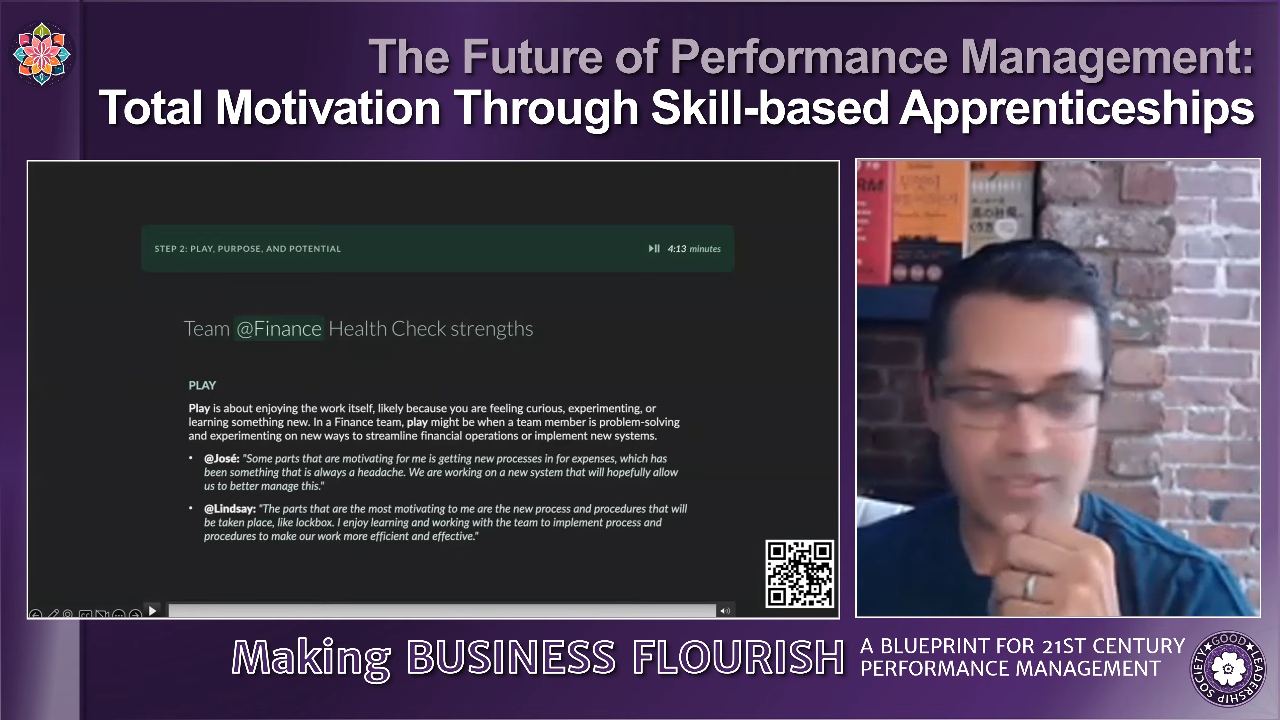 The Future of Performance Management:
Total Motivation Through Skill-based Apprenticeships
STEP 2: PLAY, PURPOSE, AND POTENTIAL
4:13 minutes
Team @Finance Health Check strengths
PLAY
Play is about enjoying the work itself, likely because you are feeling curious, experimenting, or
learning something new. In a Finance team, play might be when a team member is problem-solving
and experimenting on new ways to streamline financial operations or implement new systems.
• @José: "Some parts that are motivating for me is getting new processes in for expenses, which has
been something that is always a headache. We are working on a new system that will hopefully allow
us to better manage this."
• @Lindsay: "The parts that are the most motivating to me are the new process and procedures that will
be taken place, like lockbox. I enjoy learning and working with the team to implement process and
procedures to make our work more efficient and effective."
RM
무엇이
Making BUSINESS FLOURISH
A BLUEPRINT FOR 21ST CENTURY
PERFORMANCE MANAGEMENT
GOOD LEADERSHIP SOCIETY